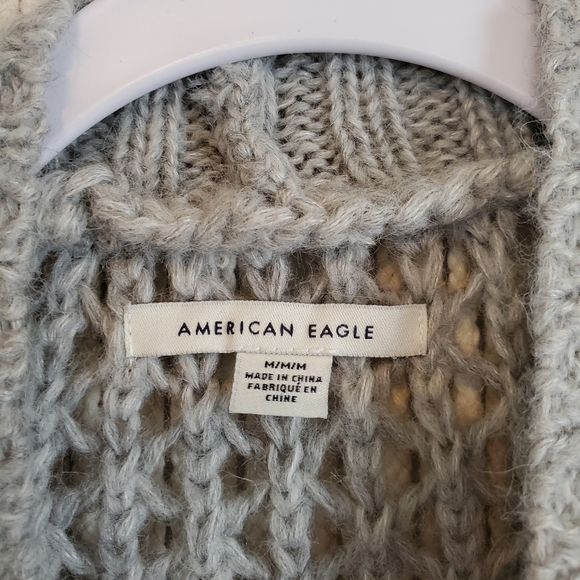 AMERICAN EAGLE
M/M/M
MADE IN CHINA
FABRIQUÉ EN
CHINE